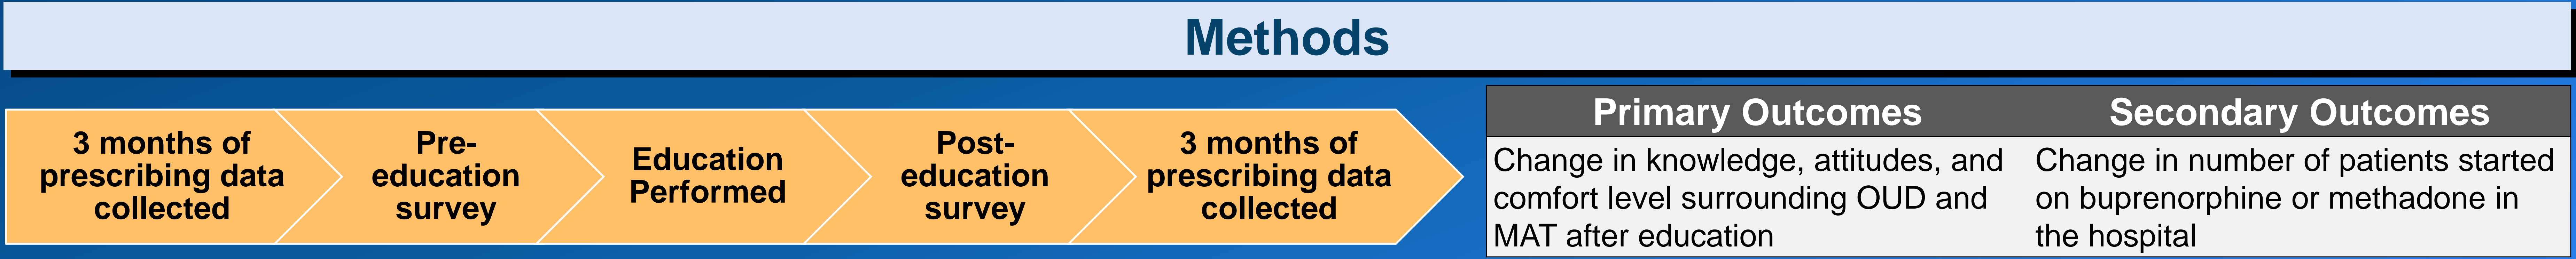 Methods
3 months of
prescribing data
collected
Pre-
education
survey
Education
Performed
Post-
education
survey
3 months of
prescribing data
collected
Primary Outcomes
Secondary Outcomes
Change in knowledge, attitudes, and
comfort level surrounding OUD and
MAT after education
Change in number of patients started
on buprenorphine or methadone in
the hospital